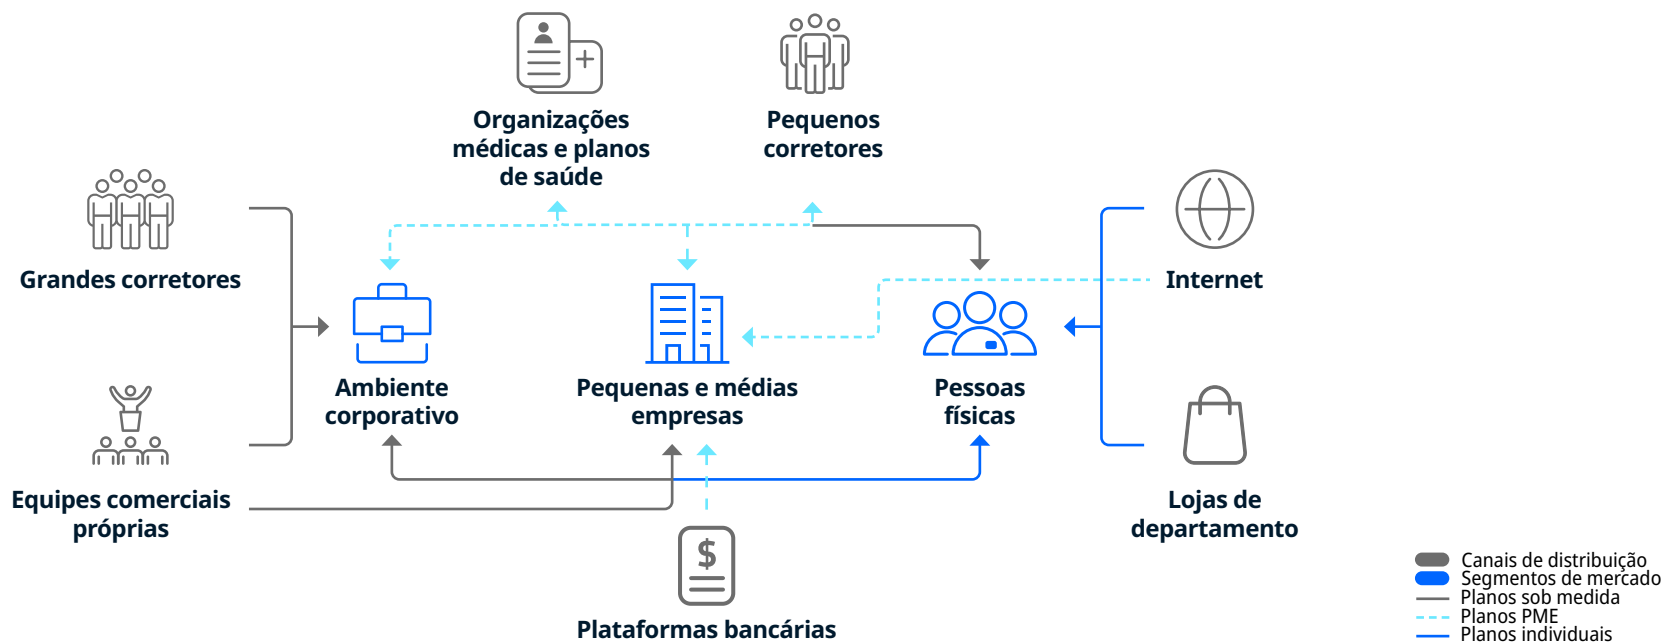 Organizações
médicas e planos
de saúde
Pequenos
corretores
Grandes corretores
Internet
Ambiente
corporativo
Pequenas e médias
empresas
Pessoas
físicas
Equipes comerciais
próprias
Lojas de
departamento
$
Plataformas bancárias
Canais de distribuição
Segmentos de mercado
Planos sob medida
Planos PME
Planos individuais